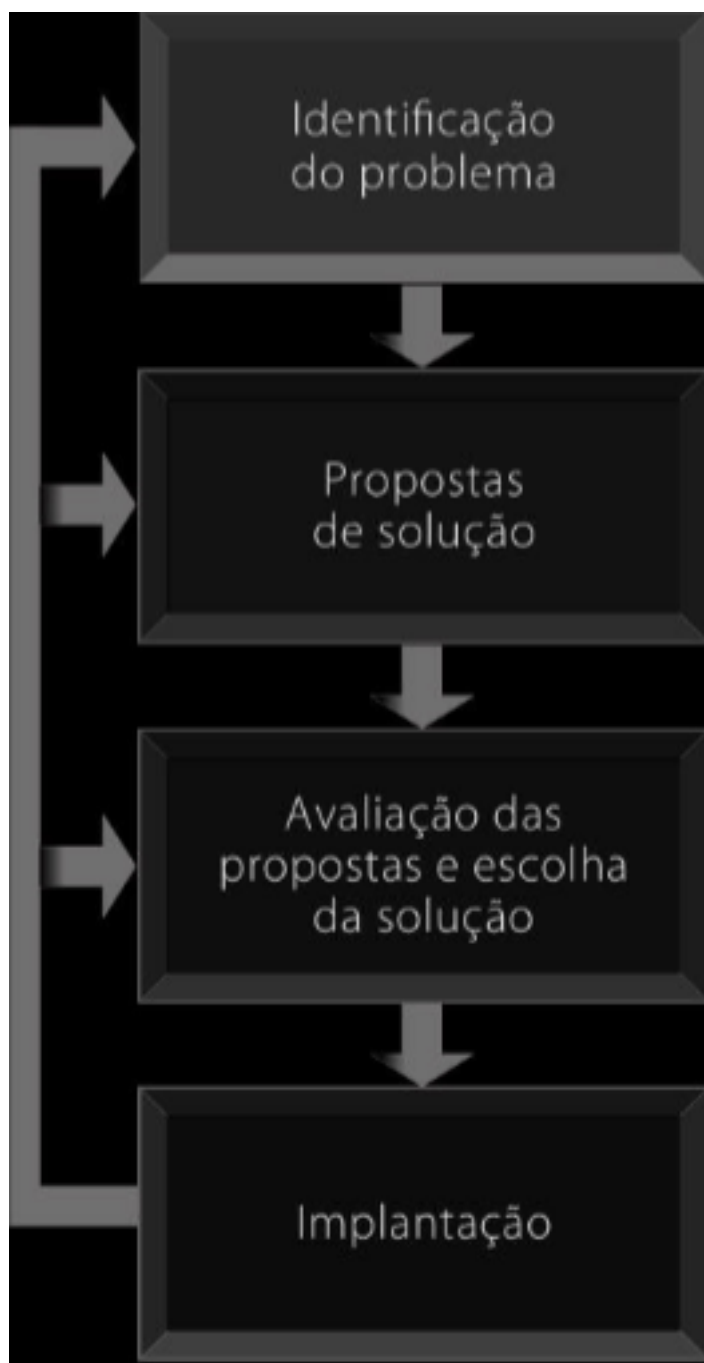 Identificação
do problema
Propostas
de solução
Avaliação das
propostas e escolha
da solução
Implantação